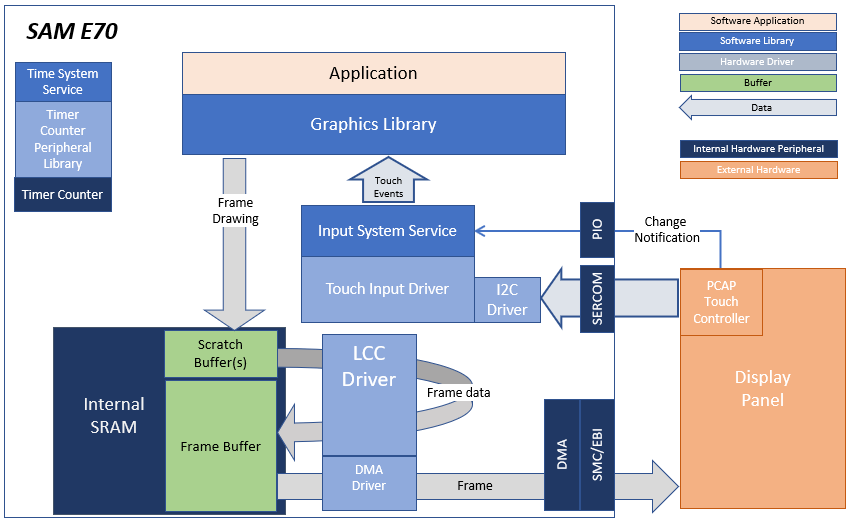 SAM E70
Software Application
Software Library
Hardware Driver
Buffer
Data
Internal Hardware Peripheral
External Hardware
Time System
Service
Timer
Counter
Peripheral
Library
Timer Counter
Application
Graphics Library
Frame
Drawing
Touch
Events
Input System Service
Touch Input Driver
I2C
Driver
PIO
SERCOM
Change
Notification
PCAP
Touch
Controller
Display
Panel
Internal
SRAM
Scratch
Buffer(s)
Frame Buffer
LCC
Driver
Frame data
DMA
Driver
Frame
DMA
SMC/EBI